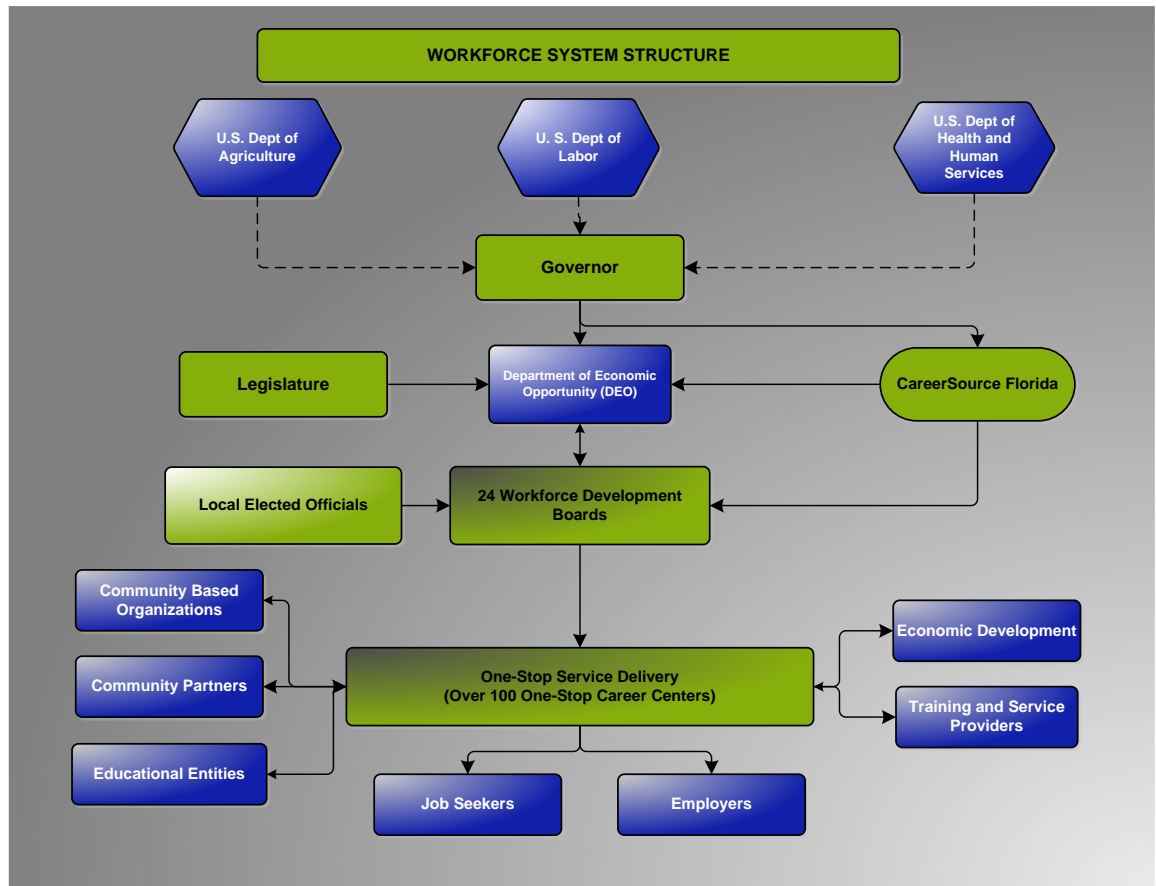 WORKFORCE SYSTEM STRUCTURE
U.S. Dept of
Agriculture
U. S. Dept of
Labor
U.S. Dept of
Health and
Human
Services
Governor
Legislature
Department of Economic
Opportunity (DEO)
CareerSource Florida
Local Elected Officials
24 Workforce Development
Boards
Community Based
Organizations
Community Partners
Educational Entities
One-Stop Service Delivery
(Over 100 One-Stop Career Centers)
Economic Development
Training and Service
Providers
Job Seekers
Employers